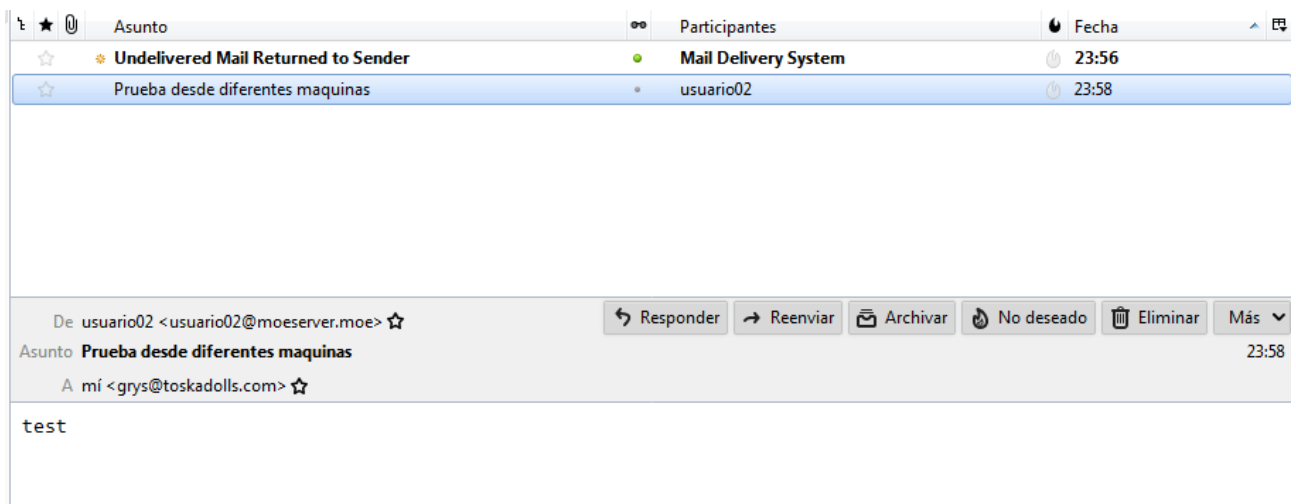 Asunto Participantes Fecha
Undelivered Mail Returned to Sender Mail Delivery System 23:56
Prueba desde diferentes maquinas usuario02 23:58
De usuario02 <usuario02@moeserver.moe> Responder Reenviar Archivar No deseado Eliminar Más
Asunto Prueba desde diferentes maquinas 23:58
A mí <grys@toskadolls.com>
test